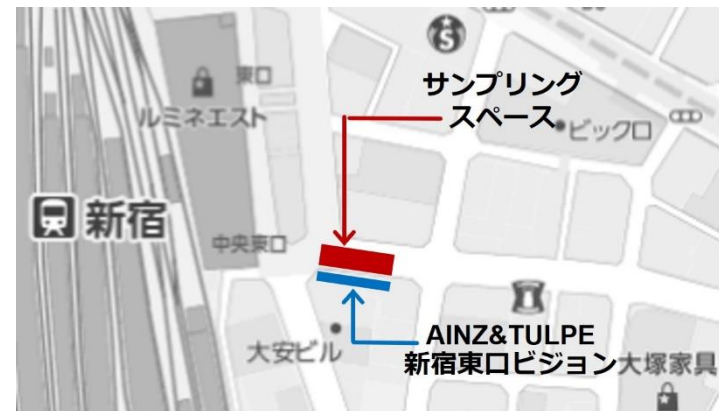 東口
ルミネエスト
サンプリング
スペース
ビックロ
新宿
中央東口
大安ビル
AINZ&TULPE
新宿東口ビジョン
大塚家具